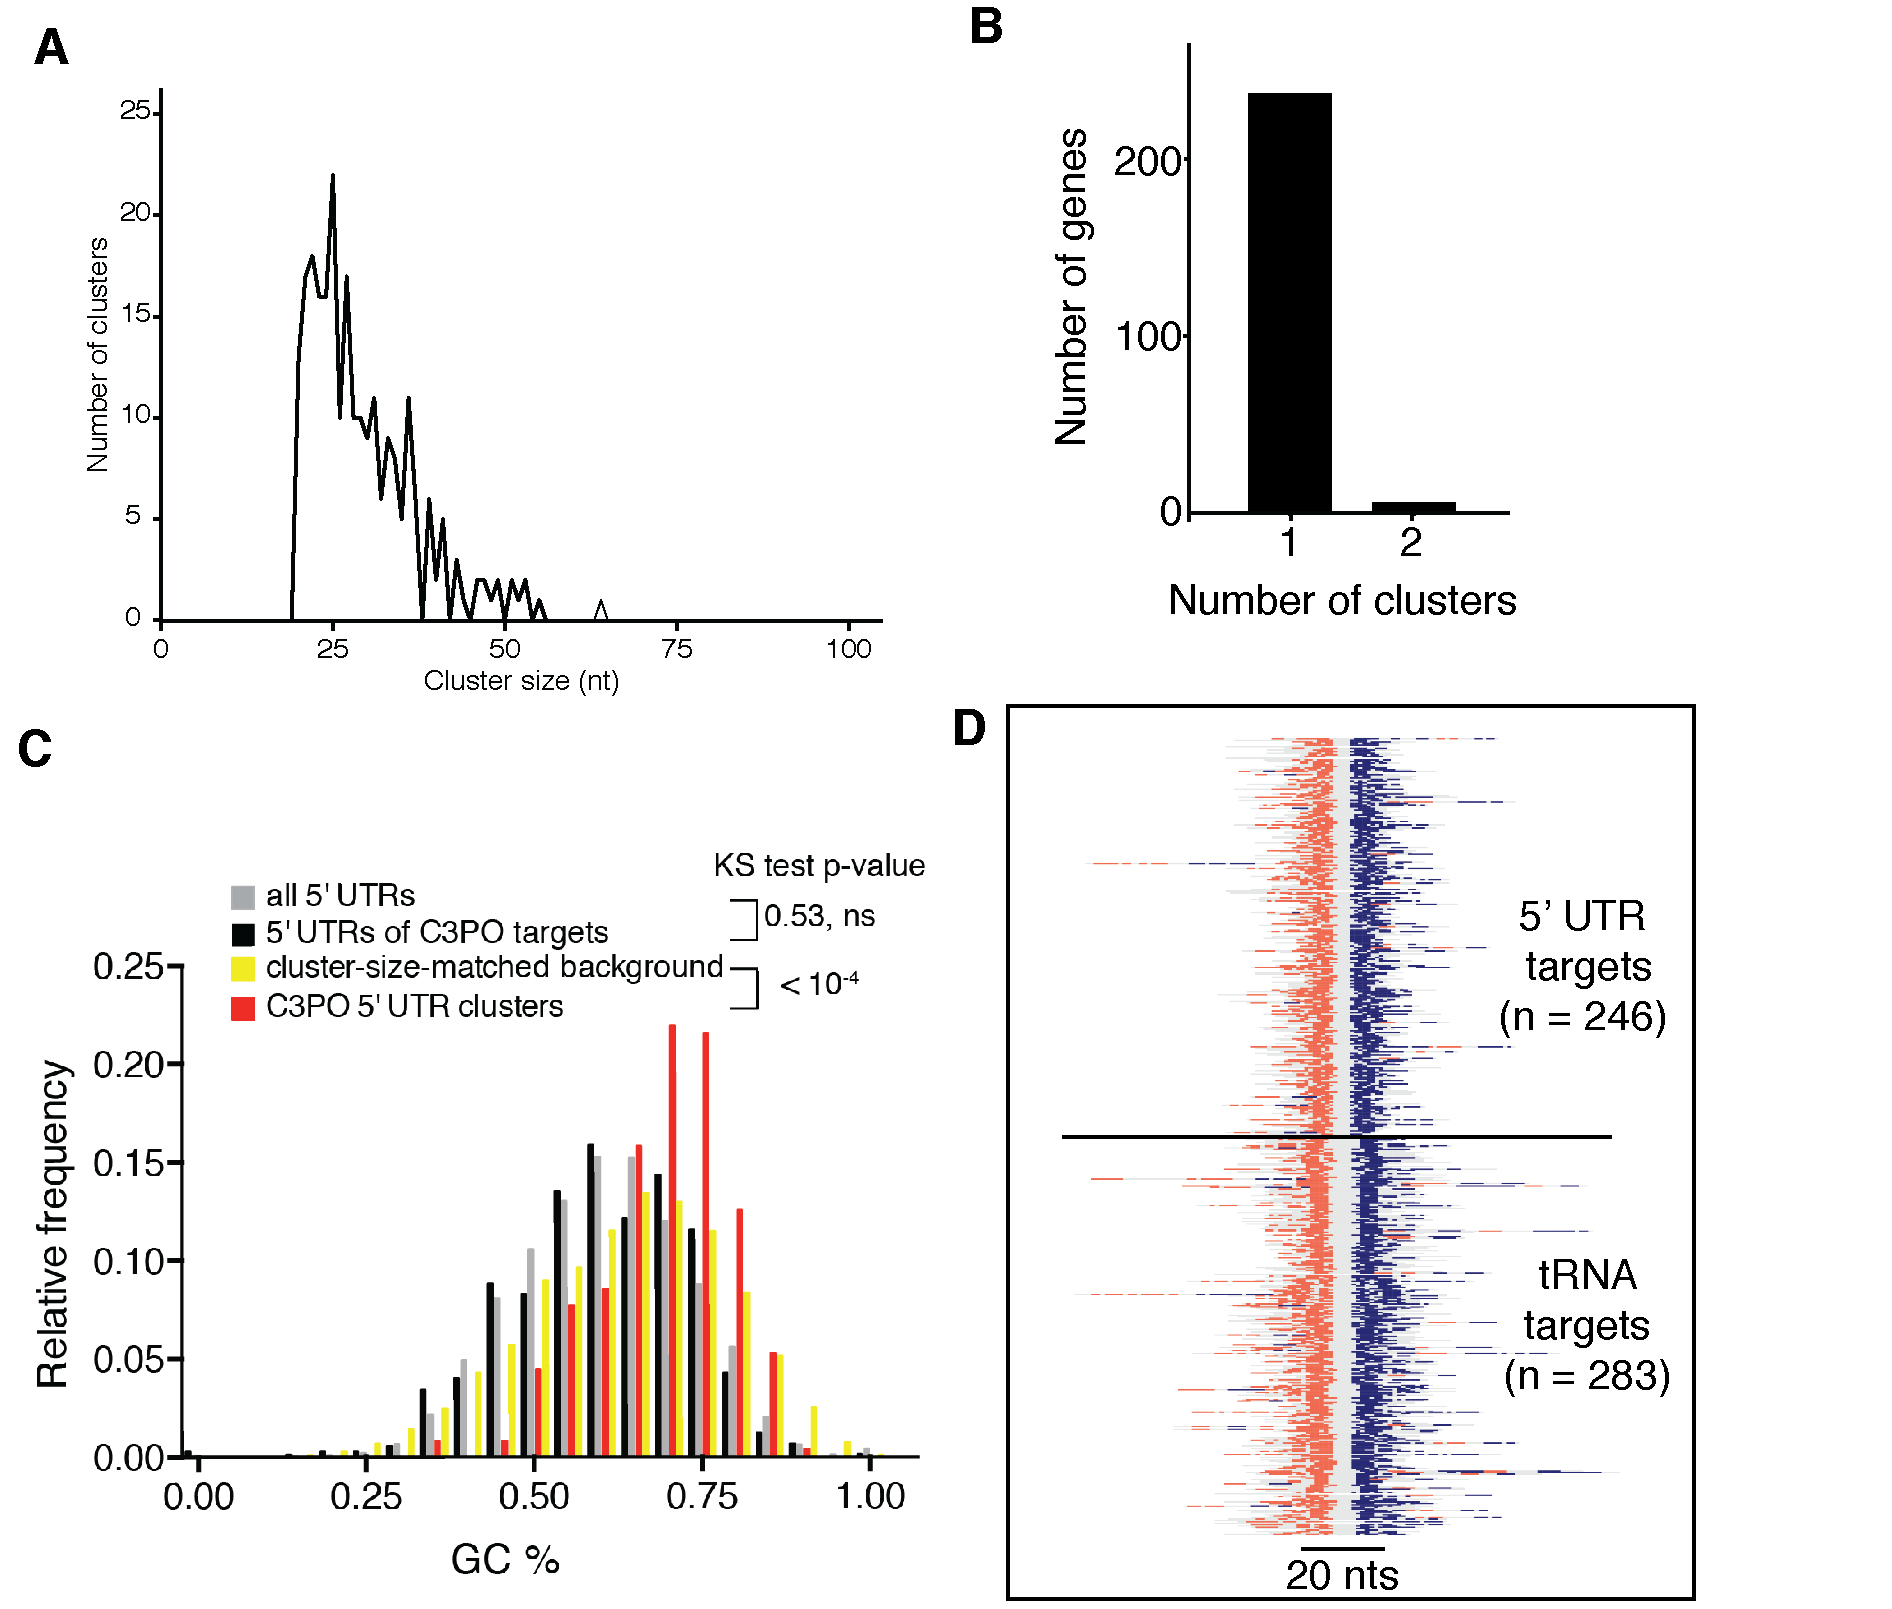 A
25
20
15
10
5
0
0 25 50 75 100
Number of clusters
Cluster size (nt)
B
200
100
0
1 2
Number of genes
Number of clusters
C
KS test p-value
all 5' UTRs
5' UTRs of C3PO targets
0.53, ns
cluster-size-matched background
C3PO 5' UTR clusters
< 10-4
0.25
0.20
0.15
0.10
0.05
0.00
0.00 0.25 0.50 0.75 1.00
Relative frequency
GC %
D
5’ UTR
targets
(n = 246)
tRNA
targets
(n = 283)
20 nts